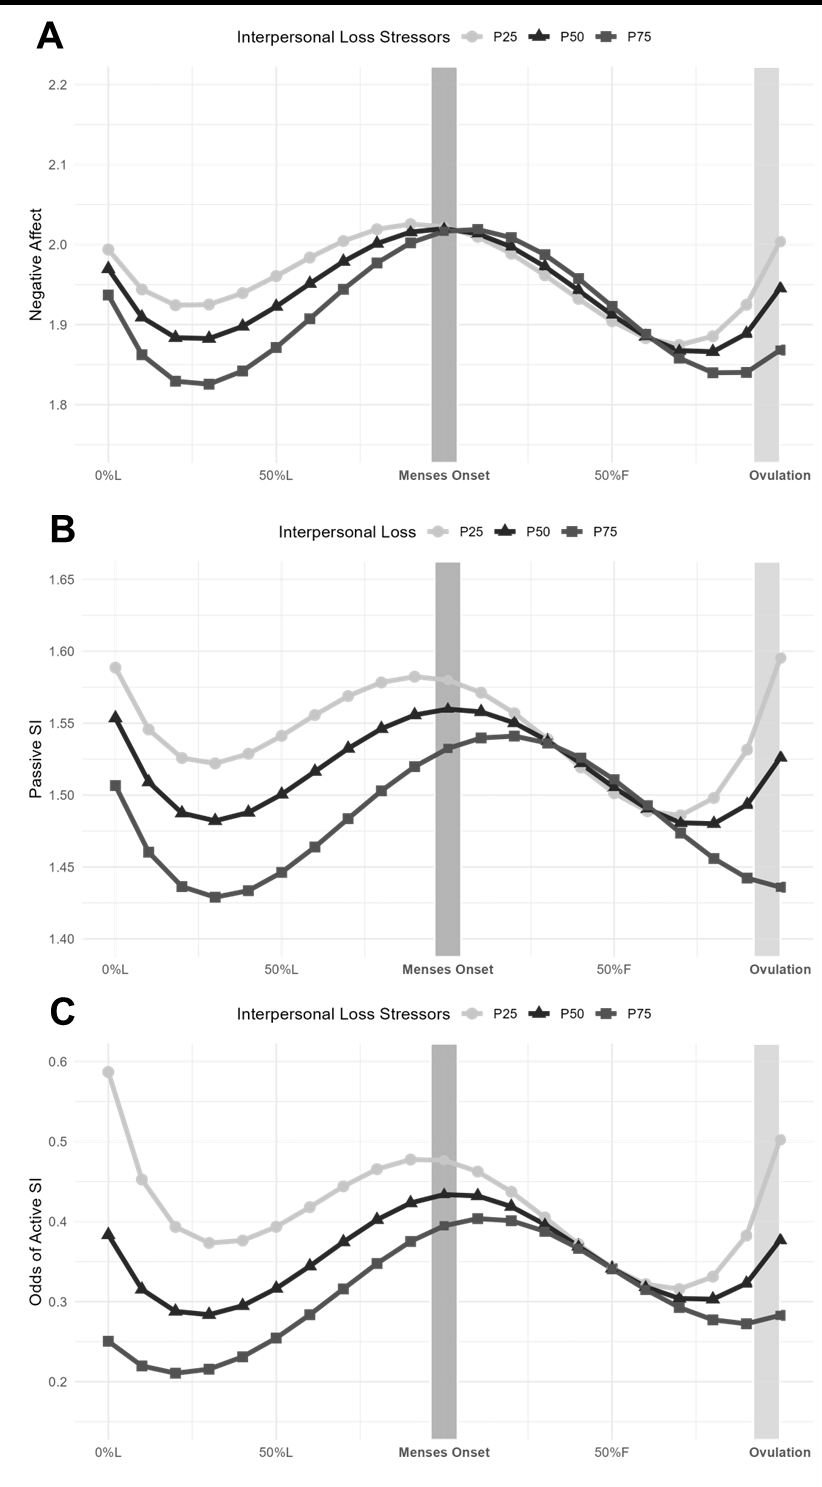 A
Interpersonal Loss Stressors P25 P50 P75
2.2
2.1
2.0
1.9
1.8
Negative Affect
0%L 50%L Menses Onset 50%F Ovulation
B
Interpersonal Loss P25 P50 P75
1.65
1.60
1.55
1.50
1.45
1.40
Passive SI
0%L 50%L Menses Onset 50%F Ovulation
C
Interpersonal Loss Stressors P25 P50 P75
0.6
0.5
0.4
0.3
0.2
Odds of Active SI
0%L 50%L Menses Onset 50%F Ovulation